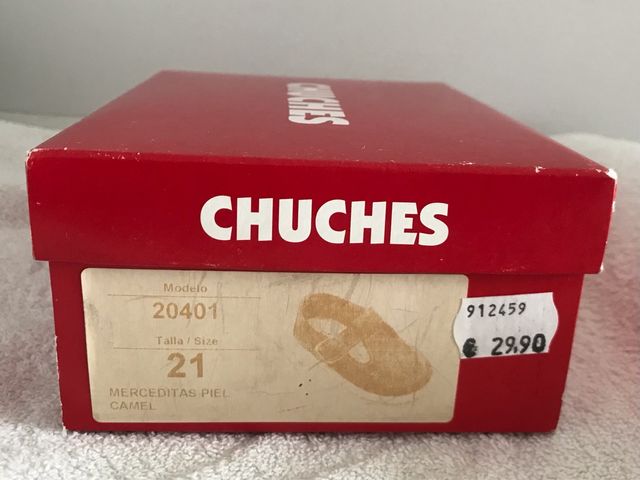 CHUCHES
CHUCHES
Modelo
20401
Talla / Size
21
MERCEDITAS PIEL
CAMEL
912459
€ 29.90